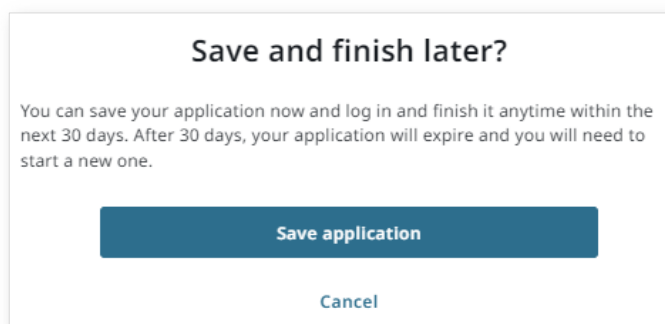 Save and finish later?
You can save your application now and log in and finish it anytime within the
next 30 days. After 30 days, your application will expire and you will need to
start a new one.
Save application
Cancel